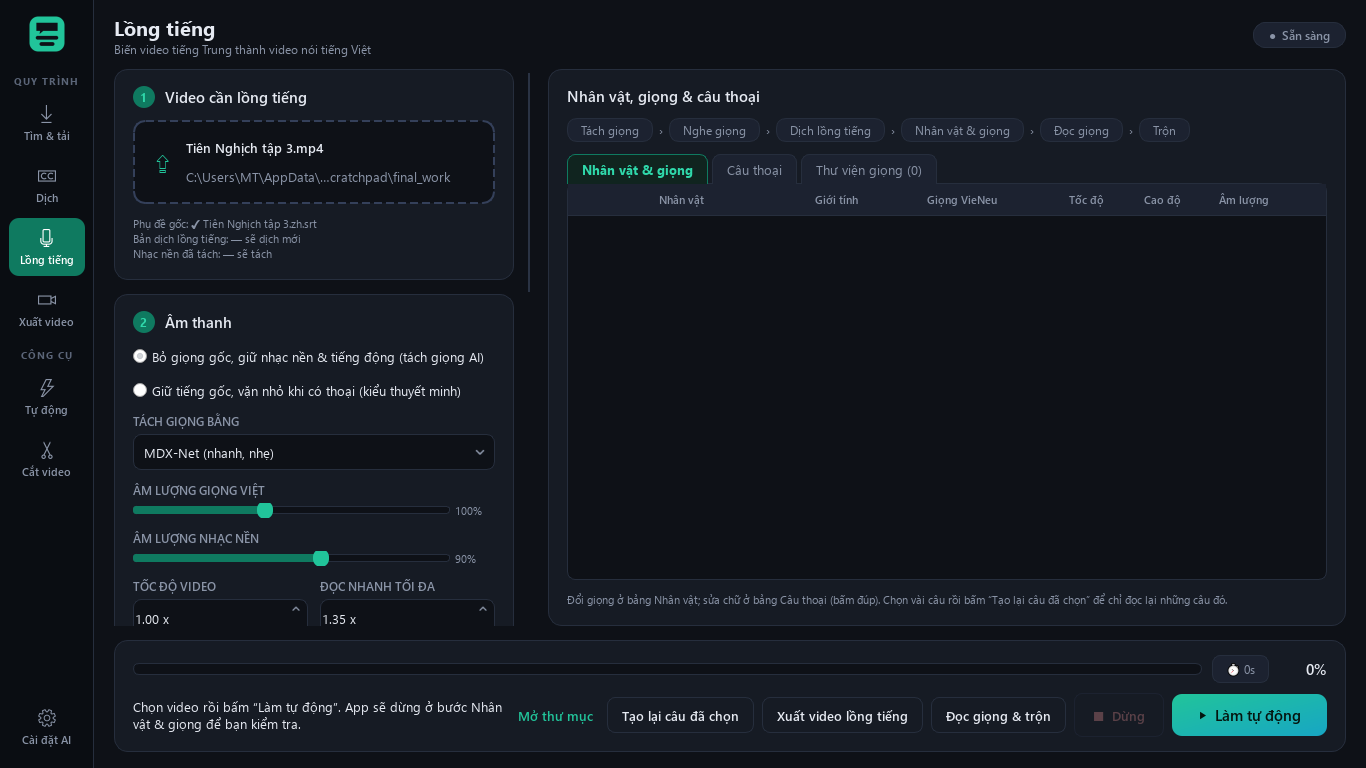 QUY TRÌNH
Tìm & tải
Dịch
Lồng tiếng
Xuất video
CÔNG CỤ
Tự động
Cắt video
Cài đặt AI
Lồng tiếng
Biến video tiếng Trung thành video nói tiếng Việt
● Sẵn sàng
1 Video cần lồng tiếng
Tiên Nghịch tập 3.mp4
C:\Users\MT\AppData\...cratchpad\final_work
Phụ đề gốc: ✓ Tiên Nghịch tập 3.zh.srt
Bản dịch lồng tiếng: — sẽ dịch mới
Nhạc nền đã tách: — sẽ tách
2 Âm thanh
Bỏ giọng gốc, giữ nhạc nền & tiếng động (tách giọng AI)
Giữ tiếng gốc, vặn nhỏ khi có thoại (kiểu thuyết minh)
TÁCH GIỌNG BẰNG
MDX-Net (nhanh, nhẹ)
ÂM LƯỢNG GIỌNG VIỆT
100%
ÂM LƯỢNG NHẠC NỀN
90%
TỐC ĐỘ VIDEO ĐỌC NHANH TỐI ĐA
1.00 x 1.35 x
Nhân vật, giọng & câu thoại
Tách giọng › Nghe giọng › Dịch lồng tiếng › Nhân vật & giọng › Đọc giọng › Trộn
Nhân vật & giọng Câu thoại Thư viện giọng (0)
Nhân vật Giới tính Giọng VieNeu Tốc độ Cao độ Âm lượng
Đổi giọng ở bảng Nhân vật; sửa chữ ở bảng Câu thoại (bấm đúp). Chọn vài câu rồi bấm “Tạo lại câu đã chọn” để chỉ đọc lại những câu đó.
0s 0%
Chọn video rồi bấm “Làm tự động”. App sẽ dừng ở bước Nhân
vật & giọng để bạn kiểm tra.
Mở thư mục Tạo lại câu đã chọn Xuất video lồng tiếng Đọc giọng & trộn Dừng Làm tự động